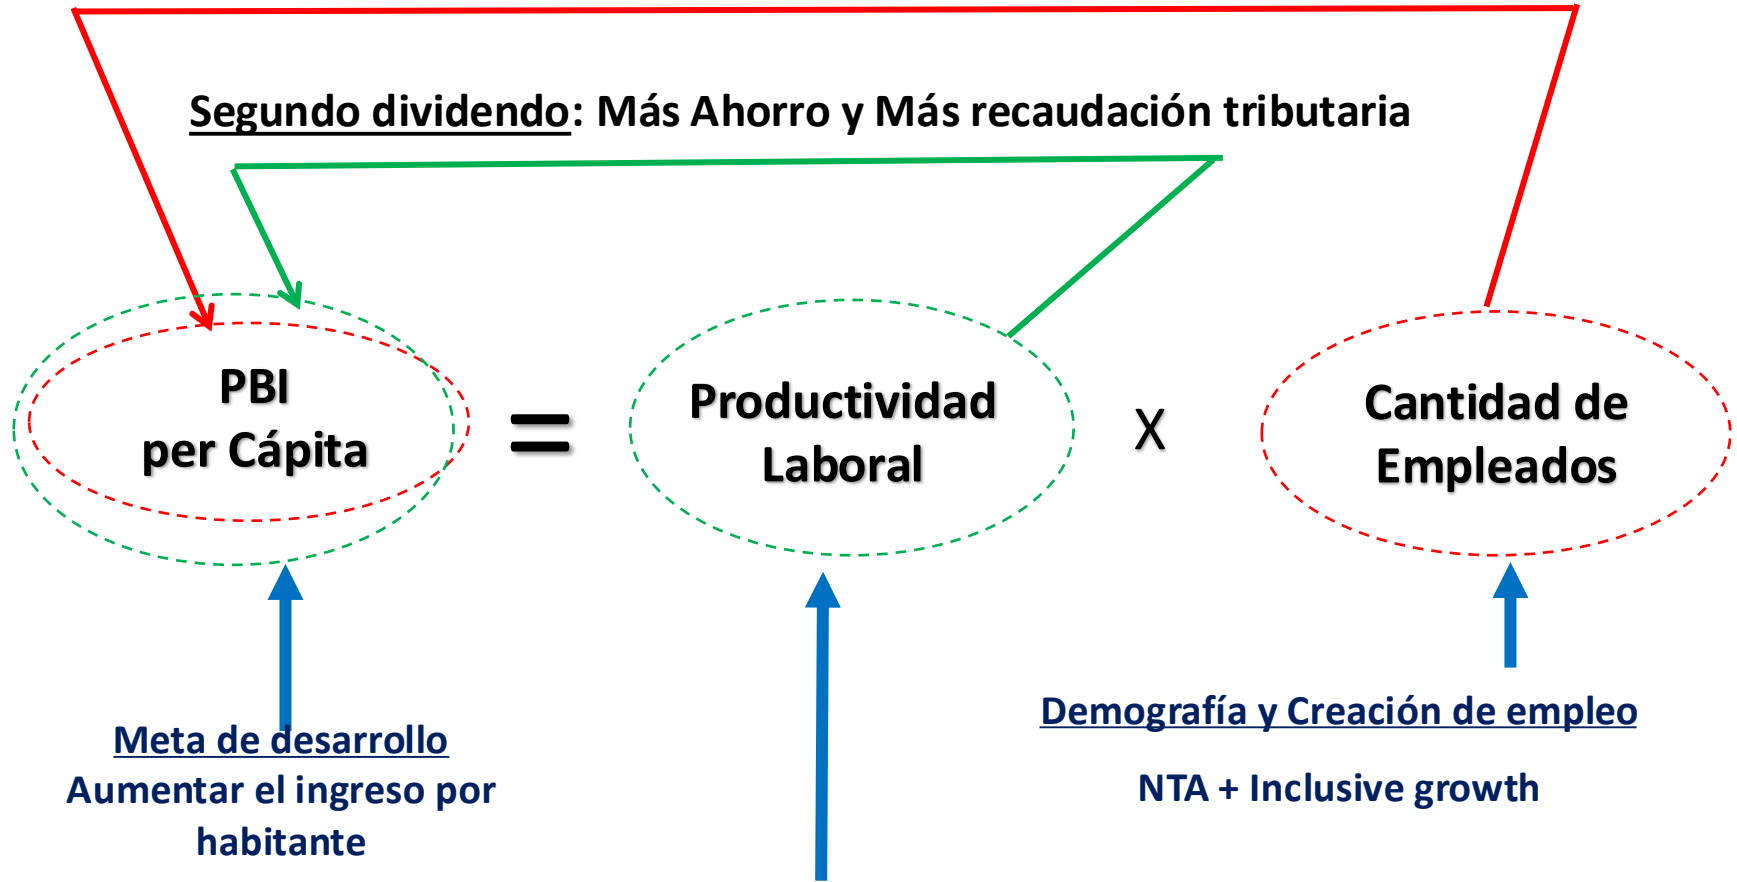 Segundo dividendo: Más Ahorro y Más recaudación tributaria
PBI
per Cápita
=
Productividad
Laboral
X
Cantidad de
Empleados
Meta de desarrollo
Aumentar el ingreso por
habitante
Demografía y Creación de empleo
NTA + Inclusive growth